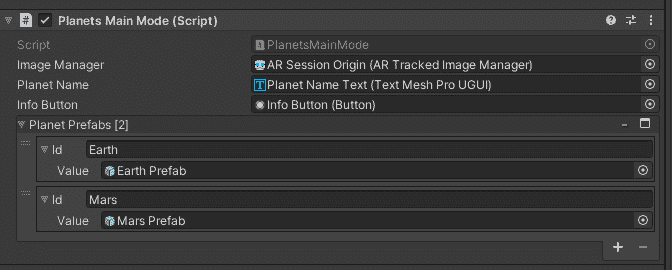 Planets Main Mode (Script)
Script PlanetsMainMode
Image Manager AR Session Origin (AR Tracked Image Manager)
Planet Name Planet Name Text (Text Mesh Pro UGUI)
Info Button Info Button (Button)
Planet Prefabs [2]
Id Earth
Value Earth Prefab
Id Mars
Value Mars Prefab